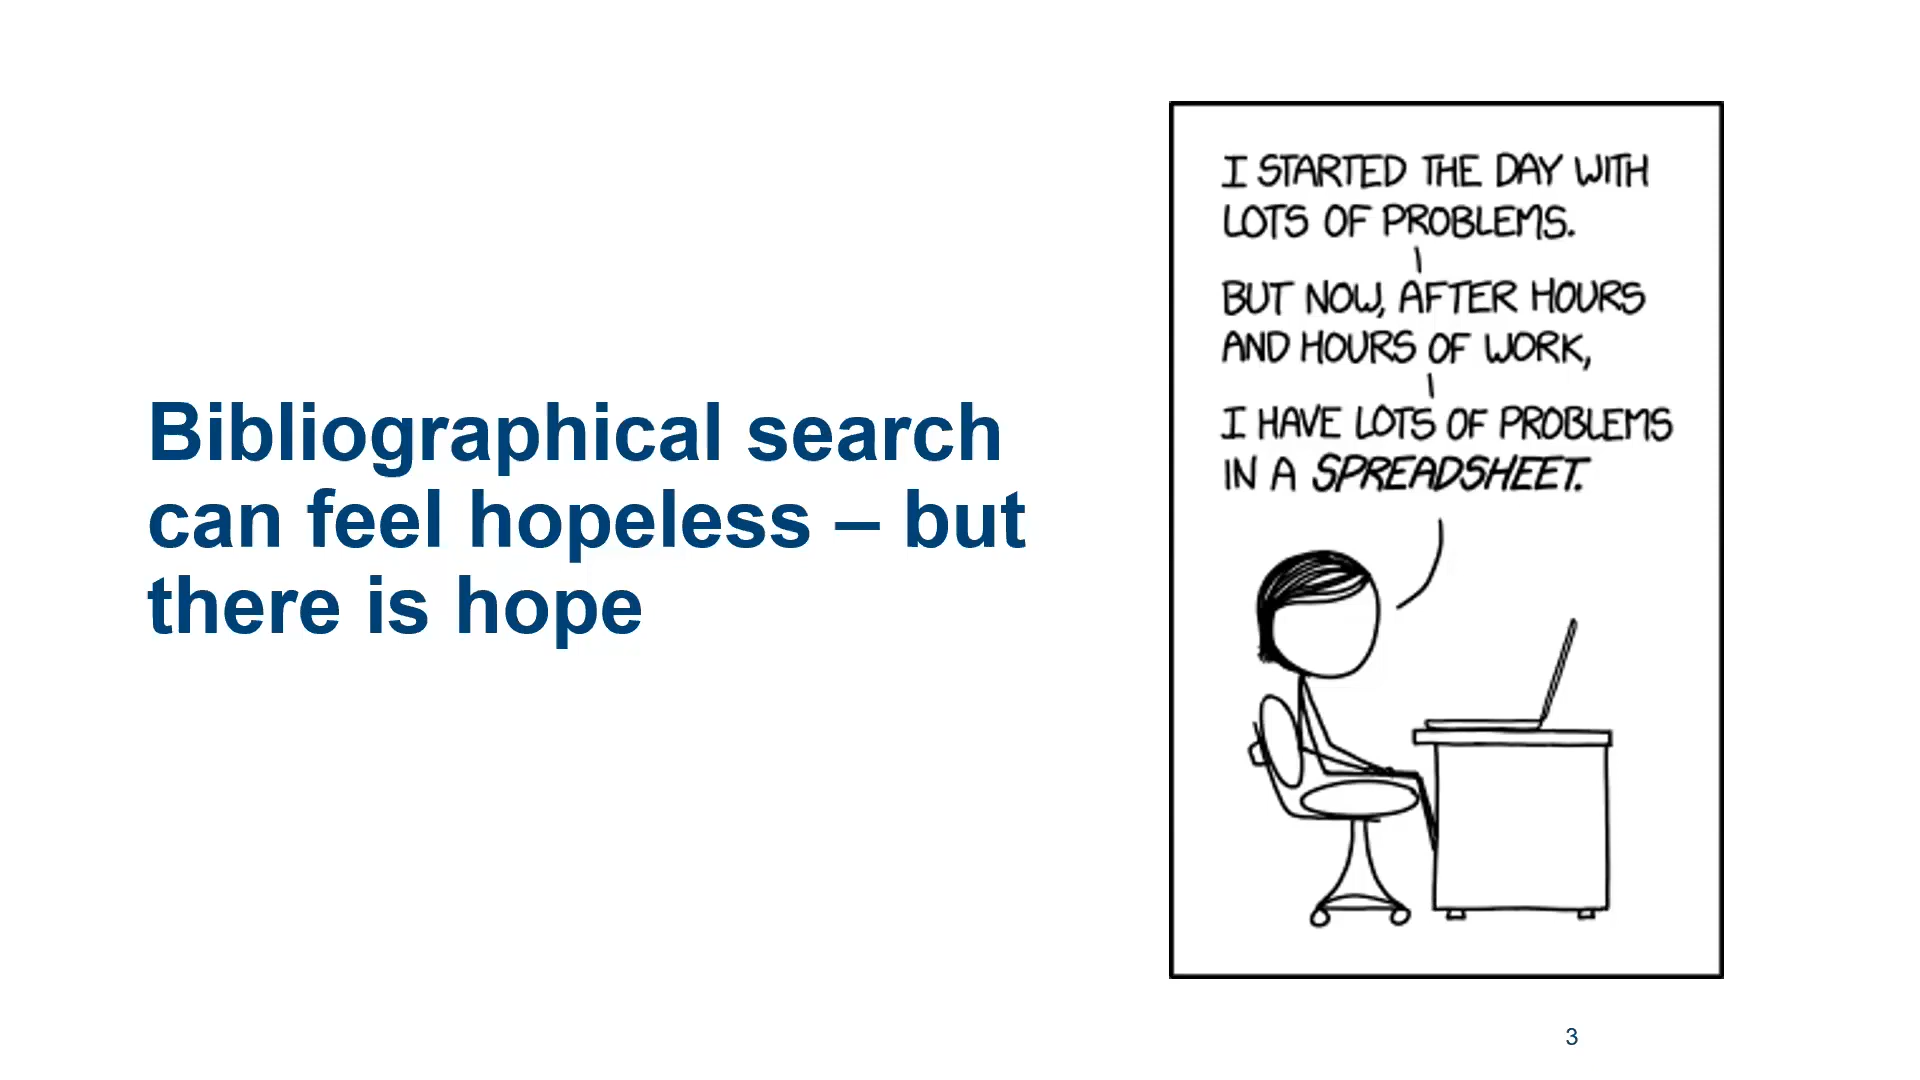 Bibliographical search
can feel hopeless – but
there is hope
I STARTED THE DAY WITH
LOTS OF PROBLEMS.
BUT NOW, AFTER HOURS
AND HOURS OF WORK,
I HAVE LOTS OF PROBLEMS
IN A SPREADSHEET.
3